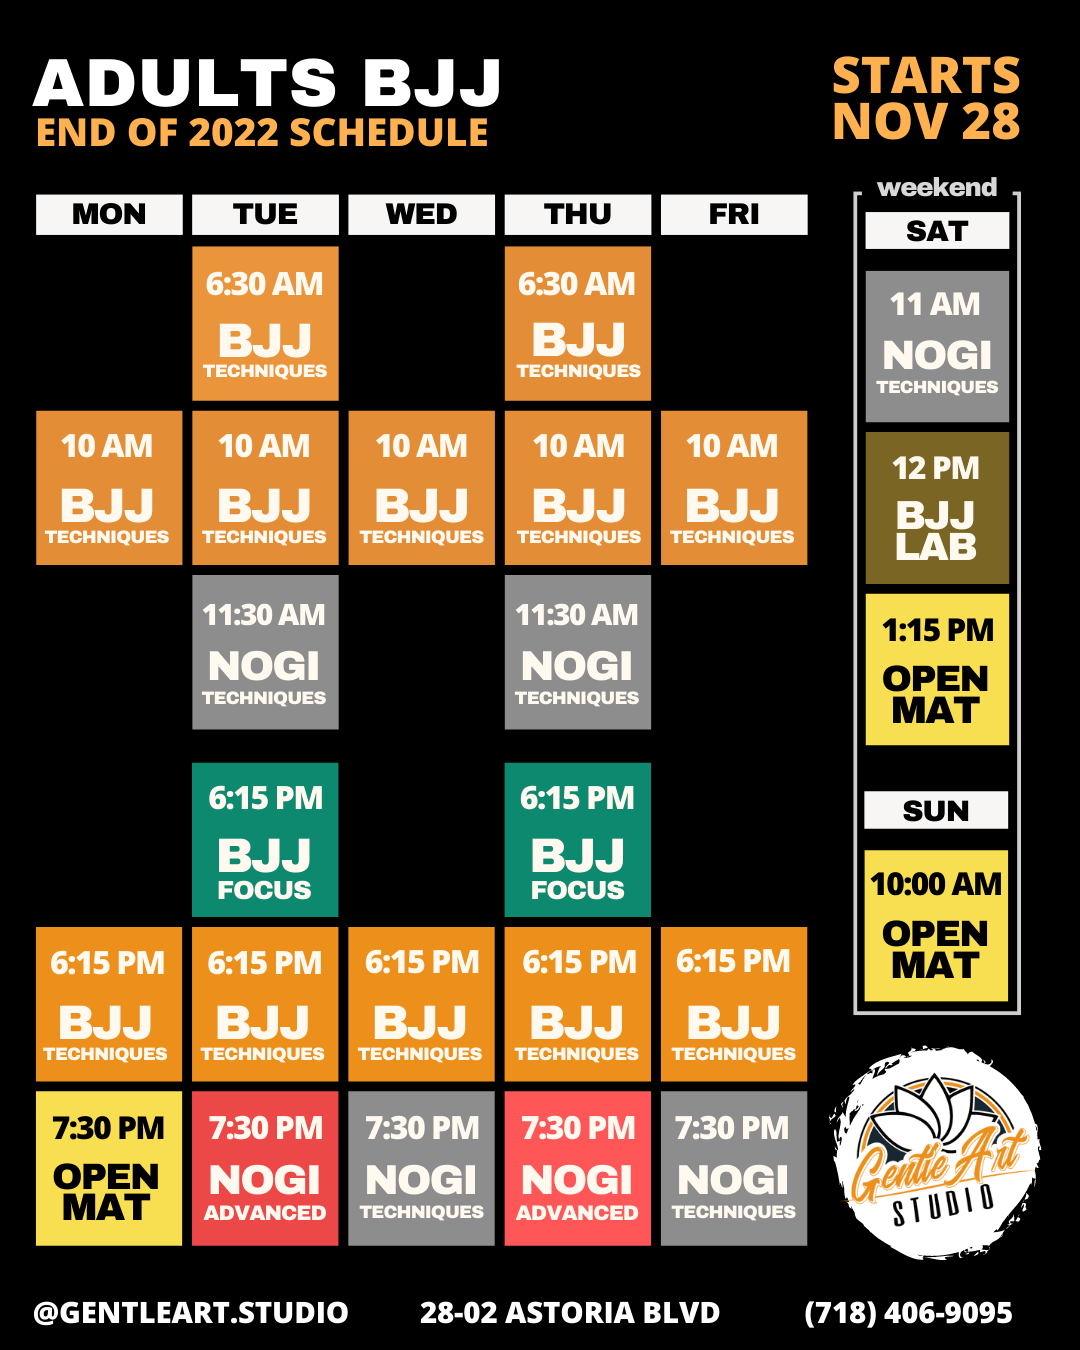 ADULTS BJJ
END OF 2022 SCHEDULE
STARTS
NOV 28
MON TUE WED THU FRI
6:30 AM 6:30 AM
BJJ BJJ
TECHNIQUES TECHNIQUES
10 AM 10 AM 10 AM 10 AM 10 AM
BJJ BJJ BJJ BJJ BJJ
TECHNIQUES TECHNIQUES TECHNIQUES TECHNIQUES TECHNIQUES
11:30 AM 11:30 AM
NOGI NOGI
TECHNIQUES TECHNIQUES
6:15 PM 6:15 PM
BJJ BJJ
FOCUS FOCUS
6:15 PM 6:15 PM 6:15 PM 6:15 PM 6:15 PM
BJJ BJJ BJJ BJJ BJJ
TECHNIQUES TECHNIQUES TECHNIQUES TECHNIQUES TECHNIQUES
7:30 PM 7:30 PM 7:30 PM 7:30 PM 7:30 PM
OPEN NOGI NOGI NOGI NOGI
MAT ADVANCED TECHNIQUES ADVANCED TECHNIQUES
weekend
SAT
11 AM
NOGI
TECHNIQUES
12 PM
BJJ
LAB
1:15 PM
OPEN
MAT
SUN
10:00 AM
OPEN
MAT
Gentle Art
STUDIO
@GENTLEART.STUDIO 28-02 ASTORIA BLVD (718) 406-9095